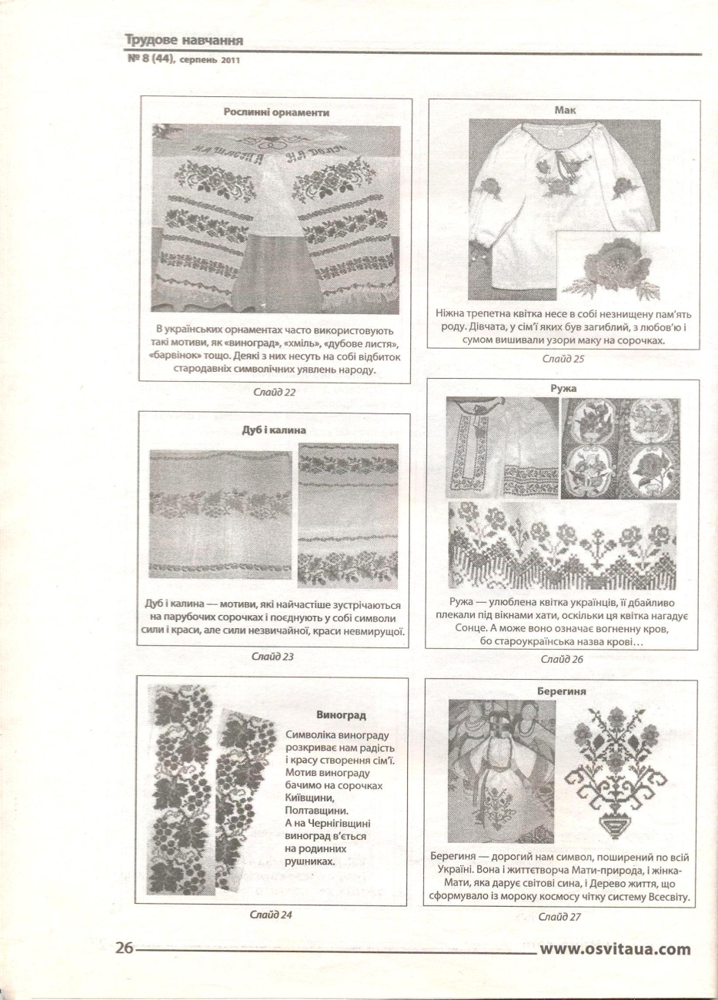 Трудове навчання
№ 8 (44), серпень 2011
Рослинні орнаменти
НА ЩАСТЯ НА ДОЛЮ
В українських орнаментах часто використовують
такі мотиви, як «виноград», «хміль», «дубове листя»,
«барвінок» тощо. Деякі з них несуть на собі відбиток
стародавніх символічних уявлень народу.
Слайд 22
Дуб і калина
Дуб і калина — мотиви, які найчастіше зустрічаються
на парубочих сорочках і поєднують у собі символи
сили і краси, але сили незвичайної, краси невмирущої.
Слайд 23
Виноград
Символіка винограду
розкриває нам радість
і красу створення сім’ї.
Мотив винограду
бачимо на сорочках
Київщини,
Полтавщини.
А на Чернігівщині
виноград в’ється
на родинних
рушниках.
Слайд 24
Мак
Ніжна трепетна квітка несе в собі незнищену пам’ять
роду. Дівчата, у сім’ї яких був загиблий, з любов’ю і
сумом вишивали узори маку на сорочках.
Слайд 25
Ружа
Ружа — улюблена квітка українців, її дбайливо
плекали під вікнами хати, оскільки ця квітка нагадує
Сонце. А може воно означає вогненну кров,
бо староукраїнська назва крові…
Слайд 26
Берегиня
Берегиня — дорогий нам символ, поширений по всій
Україні. Вона і життєтворча Мати-природа, і жінка-
Мати, яка дарує світові сина, і Дерево життя, що
сформувало із мороку космосу чітку систему Всесвіту.
Слайд 27
26
www.osvitaua.com